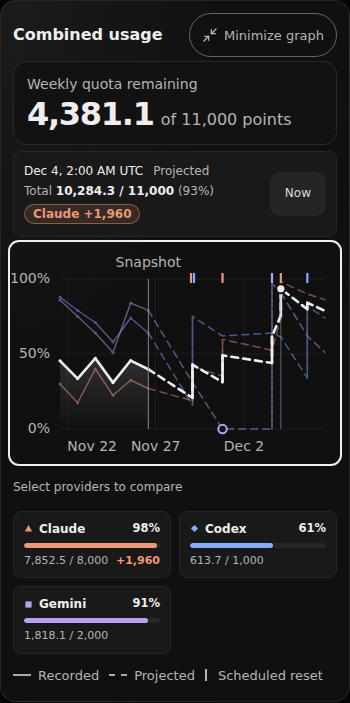 Combined usage
Minimize graph
Weekly quota remaining
4,381.1 of 11,000 points
Dec 4, 2:00 AM UTC Projected
Total 10,284.3 / 11,000 (93%)
Claude +1,960
Now
Snapshot
100%
50%
0%
Nov 22 Nov 27 Dec 2
Select providers to compare
Claude 98%
7,852.5 / 8,000 +1,960
Codex 61%
613.7 / 1,000
Gemini 91%
1,818.1 / 2,000
Recorded Projected Scheduled reset